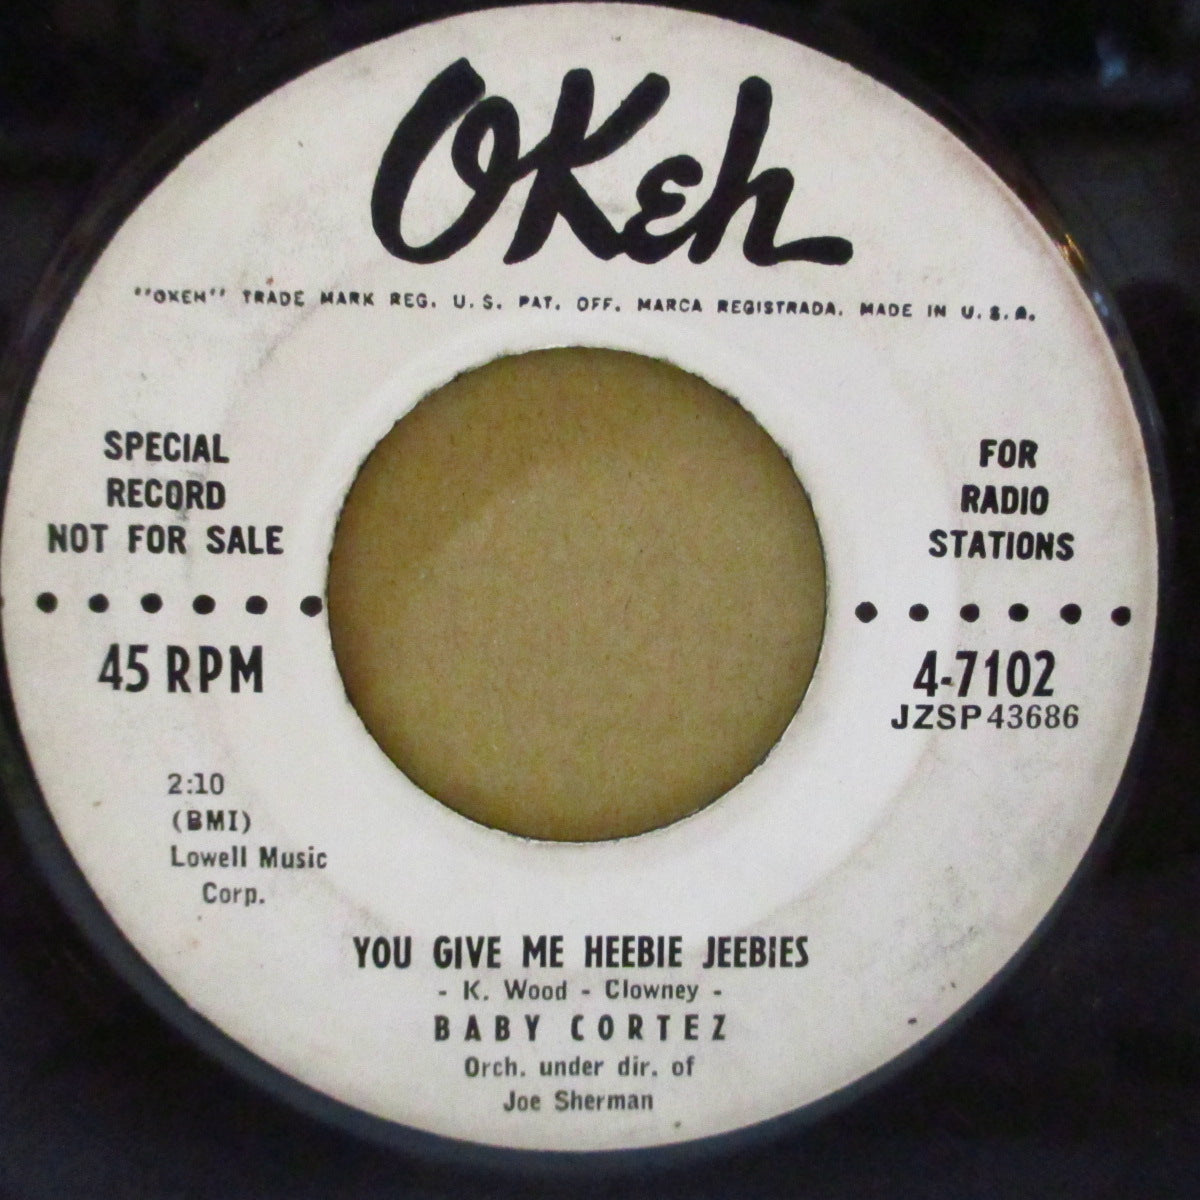 OKeh
"OKEH" TRADE MARK REG. U.S. PAT. OFF. MARCA REGISTRADA. MADE IN U.S.A.
SPECIAL
RECORD
NOT FOR SALE
FOR
RADIO
STATIONS
45 RPM
4-7102
JZSP 43686
2:10
(BMI)
Lowell Music
Corp.
YOU GIVE ME HEEBIE JEEBIES
- K. Wood - Clowney -
BABY CORTEZ
Orch. under dir. of
Joe Sherman